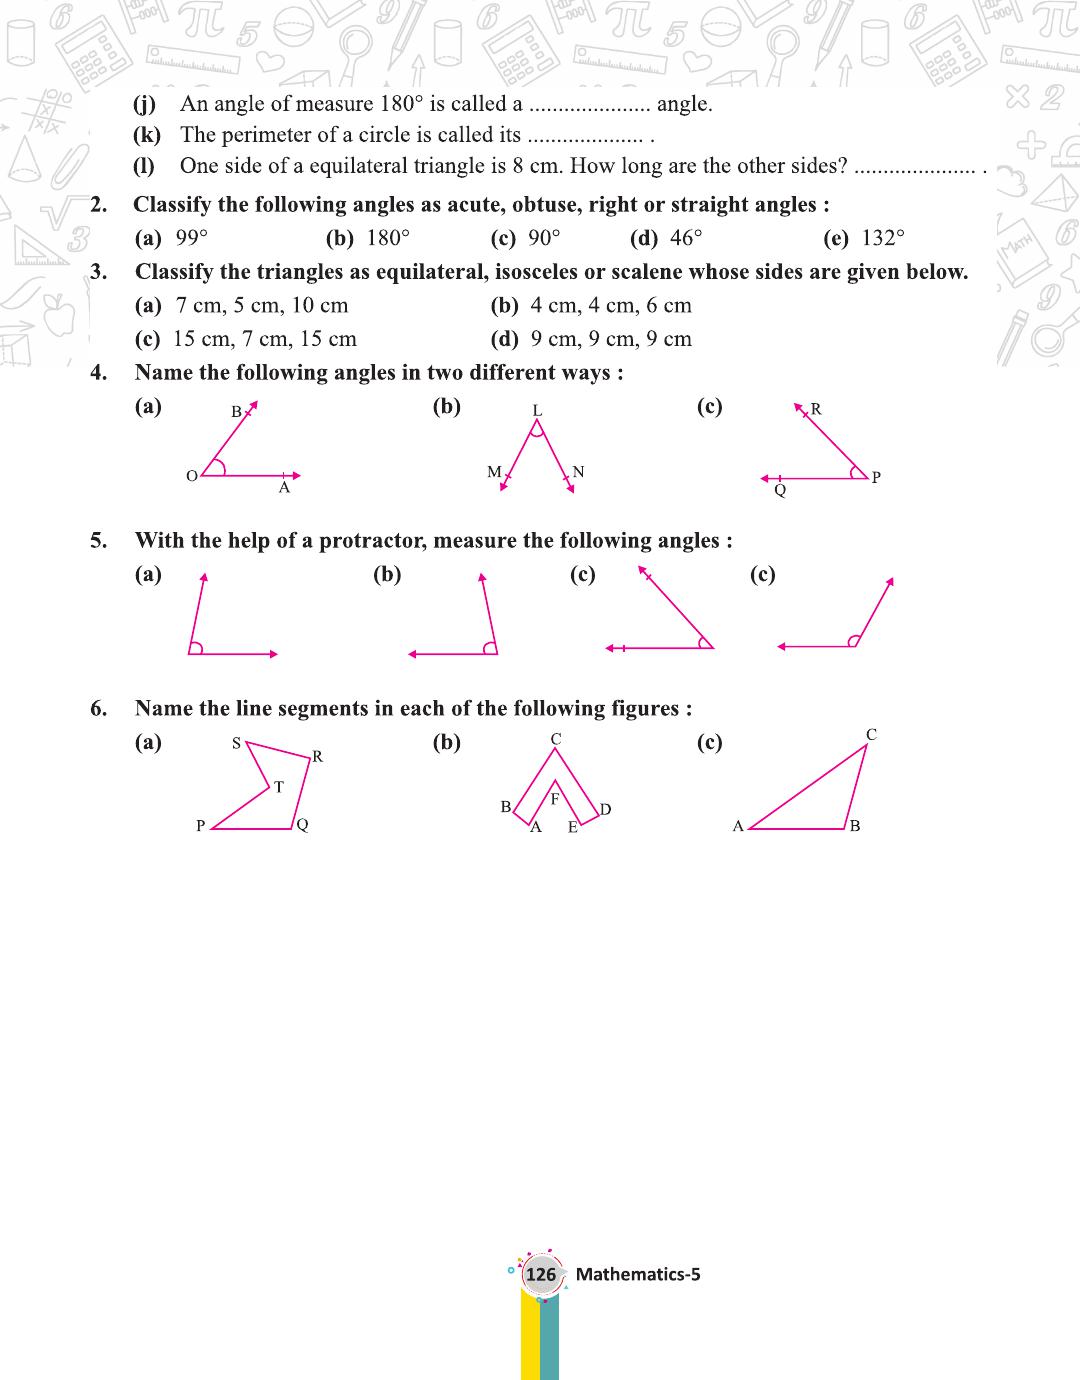 (j) An angle of measure 180° is called a ..................... angle.
(k) The perimeter of a circle is called its .................... .
(l) One side of a equilateral triangle is 8 cm. How long are the other sides? ..................... .
2. Classify the following angles as acute, obtuse, right or straight angles :
(a) 99° (b) 180° (c) 90° (d) 46° (e) 132°
3. Classify the triangles as equilateral, isosceles or scalene whose sides are given below.
(a) 7 cm, 5 cm, 10 cm (b) 4 cm, 4 cm, 6 cm
(c) 15 cm, 7 cm, 15 cm (d) 9 cm, 9 cm, 9 cm
4. Name the following angles in two different ways :
(a) B O A (b) L M N (c) R P Q
5. With the help of a protractor, measure the following angles :
(a) (b) (c) (c)
6. Name the line segments in each of the following figures :
(a) S R T P Q (b) C B F D A E (c) C A B
126 Mathematics-5